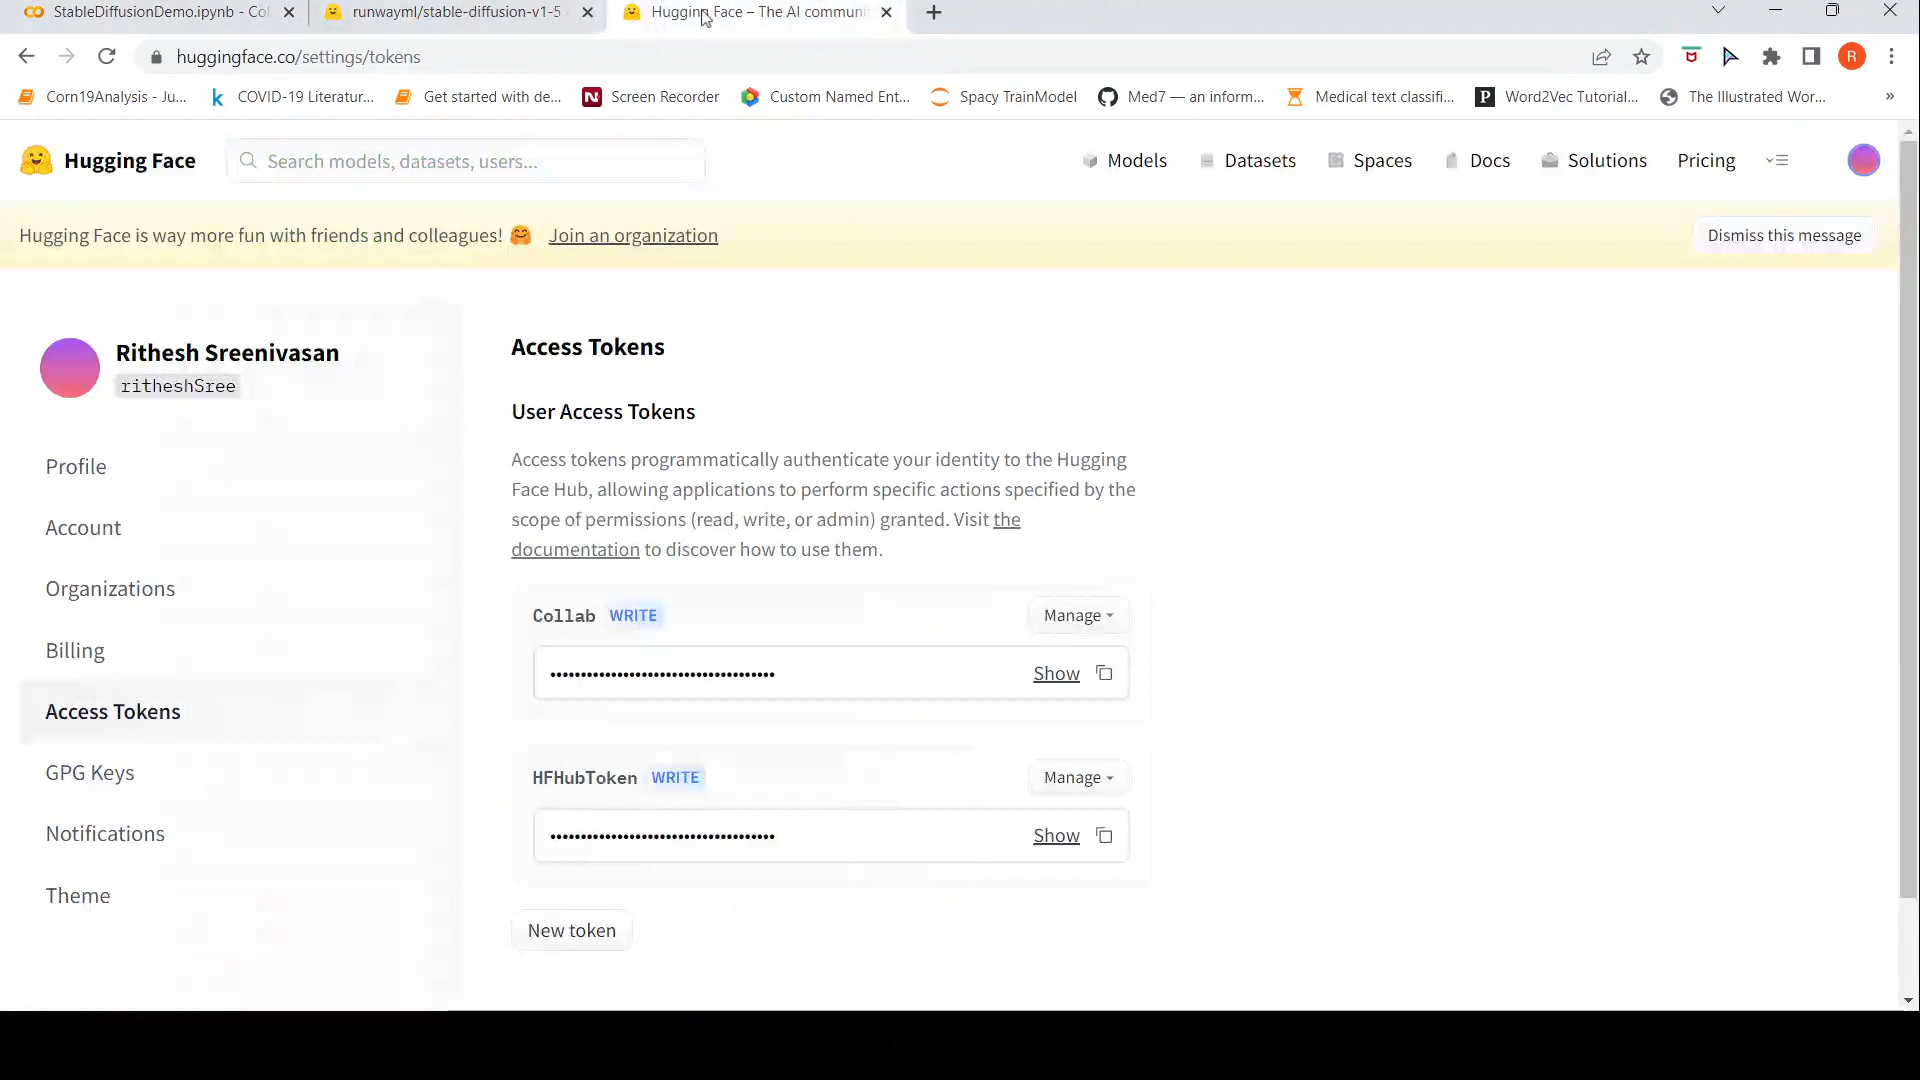 StableDiffusionDemo.ipynb - Col
runwayml/stable-diffusion-v1-5
Hugging Face – The AI communi
huggingface.co/settings/tokens
R
Corn19Analysis - Ju...
COVID-19 Literatur...
Get started with de...
Screen Recorder
Custom Named Ent...
Spacy TrainModel
Med7 — an inform...
Medical text classifi...
Word2Vec Tutorial...
The Illustrated Wor...
»
Hugging Face
Search models, datasets, users...
Models
Datasets
Spaces
Docs
Solutions
Pricing
Hugging Face is way more fun with friends and colleagues! 🤗 Join an organization
Dismiss this message
Rithesh Sreenivasan
ritheshSree
Profile
Account
Organizations
Billing
Access Tokens
GPG Keys
Notifications
Theme
Access Tokens
User Access Tokens
Access tokens programmatically authenticate your identity to the Hugging
Face Hub, allowing applications to perform specific actions specified by the
scope of permissions (read, write, or admin) granted. Visit the
documentation to discover how to use them.
Collab WRITE
Manage
Show
HFHubToken WRITE
Manage
Show
New token